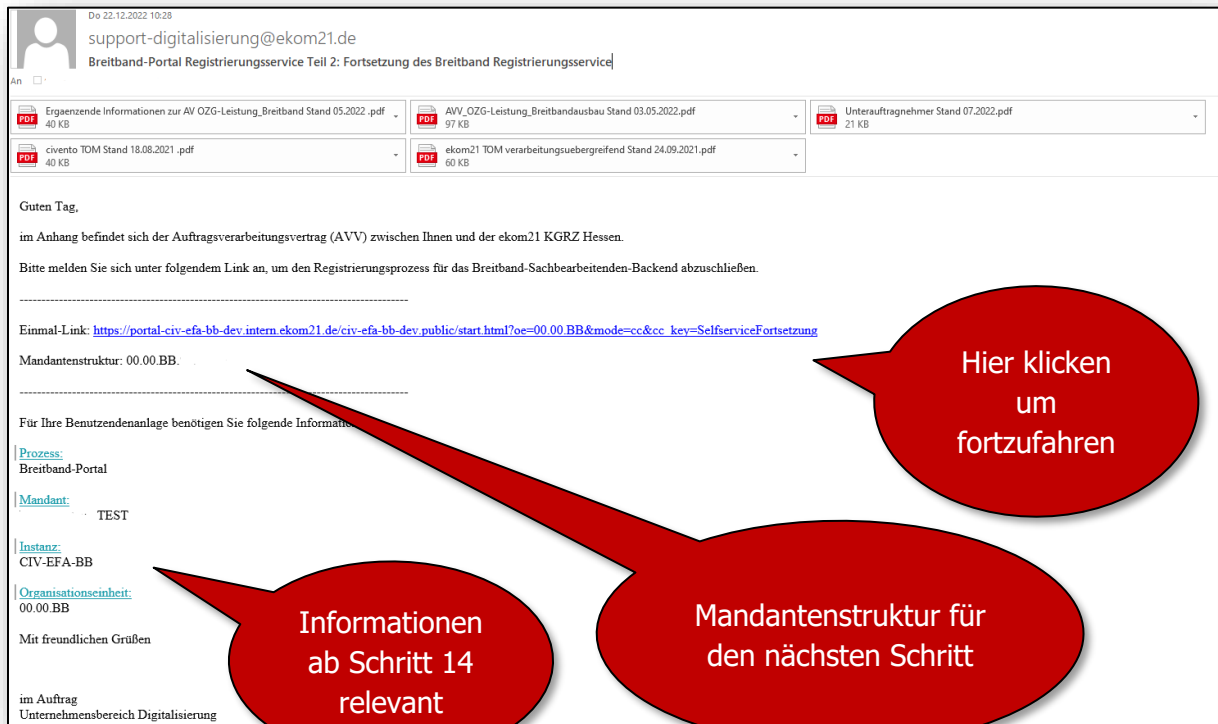 Do 22.12.2022 10:28
support-digitalisierung@ekom21.de
Breitband-Portal Registrierungsservice Teil 2: Fortsetzung des Breitband Registrierungsservice
An
Ergaenzende Informationen zur AV OZG-Leistung_Breitband Stand 05.2022 .pdf
40 KB
AVV_OZG-Leistung_Breitbandausbau Stand 03.05.2022.pdf
97 KB
Unterauftragnehmer Stand 07.2022.pdf
21 KB
civento TOM Stand 18.08.2021 .pdf
40 KB
ekom21 TOM verarbeitungsuebergreifend Stand 24.09.2021.pdf
60 KB
Guten Tag,
im Anhang befindet sich der Auftragsverarbeitungsvertrag (AVV) zwischen Ihnen und der ekom21 KGRZ Hessen.
Bitte melden Sie sich unter folgendem Link an, um den Registrierungsprozess für das Breitband-Sachbearbeitenden-Backend abzuschließen.
------------------------------------------------------------------------------------------
Einmal-Link: https://portal-civ-efa-bb-dev.intern.ekom21.de/civ-efa-bb-dev.public/start.html?oe=00.00.BB&mode=cc&cc_key=SelfserviceFortsetzung
Mandantenstruktur: 00.00.BB.
------------------------------------------------------------------------------------------
Hier klicken
um
fortzufahren
Für Ihre Benutzendenanlage benötigen Sie folgende
Prozess:
Breitband-Portal
Mandant:
TEST
Instanz:
CIV-EFA-BB
Organisationseinheit:
00.00.BB
Mit freundlichen Grüßen
Informationen
ab Schritt 14
relevant
Mandantenstruktur für
den nächsten Schritt
im Auftrag
Unternehmensbereich Digitalisierung